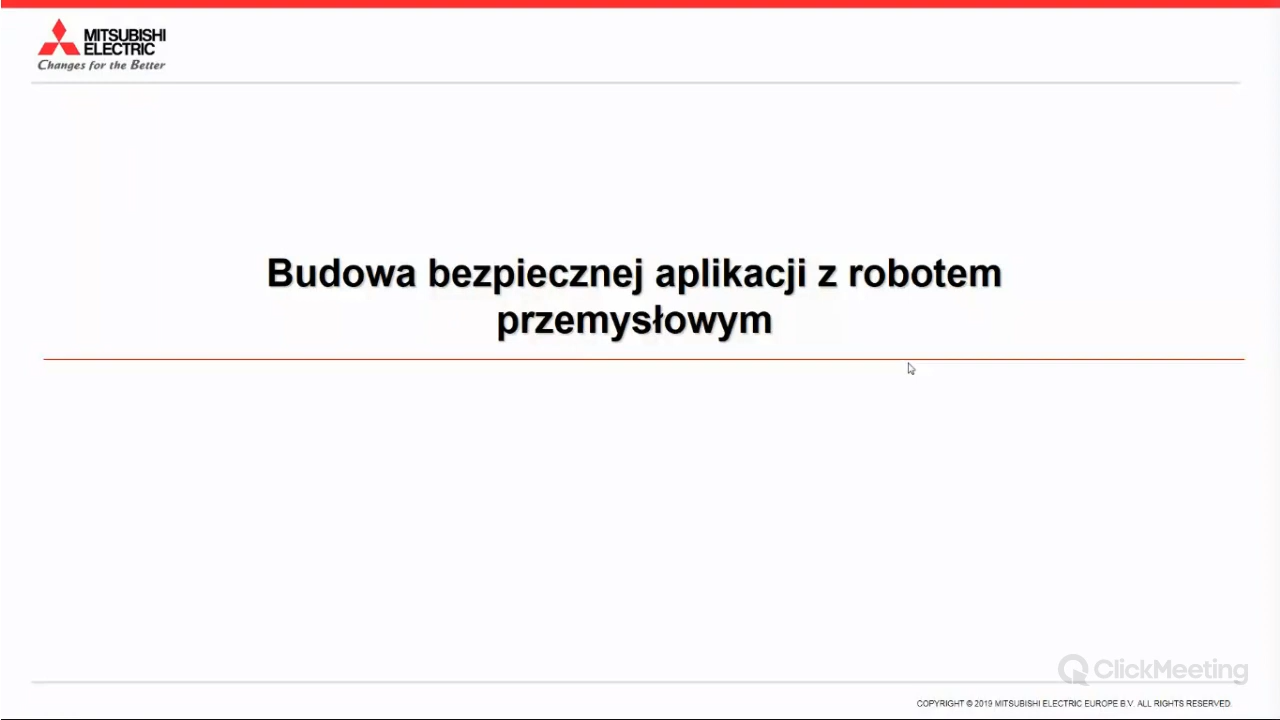 MITSUBISHI
ELECTRIC
Changes for the Better
Budowa bezpiecznej aplikacji z robotem
przemysłowym
ClickMeeting
COPYRIGHT © 2019 MITSUBISHI ELECTRIC EUROPE B.V. ALL RIGHTS RESERVED.